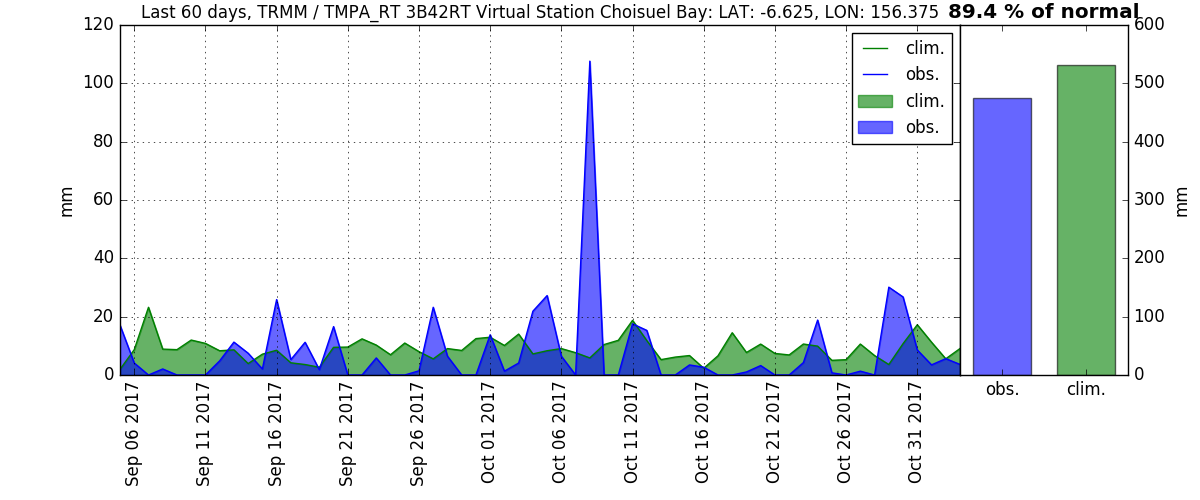 Last 60 days, TRMM / TMPA_RT 3B42RT Virtual Station Choisuel Bay: LAT: -6.625, LON: 156.375 89.4 % of normal
120
100
80
60
40
20
0
mm
clim.
obs.
clim.
obs.
600
500
400
300
200
100
0
mm
Sep 06 2017
Sep 11 2017
Sep 16 2017
Sep 21 2017
Sep 26 2017
Oct 01 2017
Oct 06 2017
Oct 11 2017
Oct 16 2017
Oct 21 2017
Oct 26 2017
Oct 31 2017
obs.
clim.